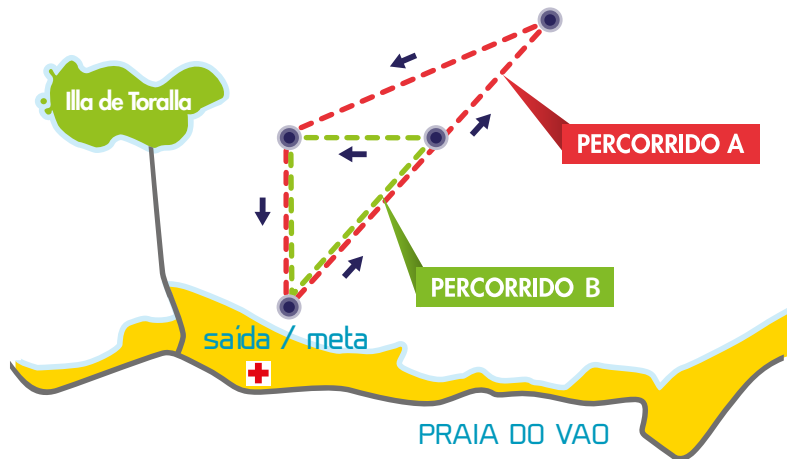 Illa de Toralla
PERCORRIDO A
PERCORRIDO B
saída / meta
PRAIA DO VAO